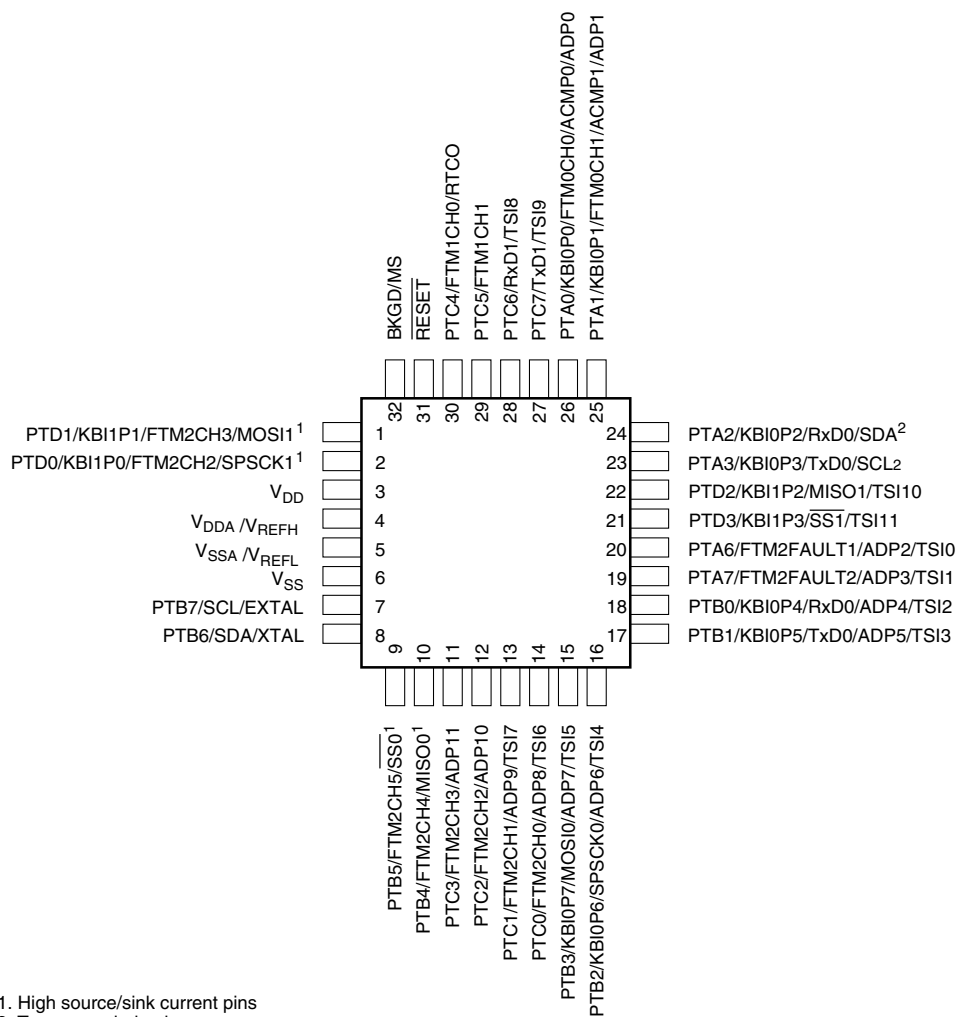 BKGD/MS
RESET
PTC4/FTM1CH0/RTCO
PTC5/FTM1CH1
PTC6/RxD1/TSI8
PTC7/TxD1/TSI9
PTA0/KBI0P0/FTM0CH0/ACMP0/ADP0
PTA1/KBI0P1/FTM0CH1/ACMP1/ADP1
32
31
30
29
28
27
26
25
PTD1/KBI1P1/FTM2CH3/MOSI1¹ 1
PTD0/KBI1P0/FTM2CH2/SPSCK1¹ 2
VDD 3
VDDA /VREFH 4
VSSA /VREFL 5
VSS 6
PTB7/SCL/EXTAL 7
PTB6/SDA/XTAL 8
24 PTA2/KBI0P2/RxD0/SDA²
23 PTA3/KBI0P3/TxD0/SCL2
22 PTD2/KBI1P2/MISO1/TSI10
21 PTD3/KBI1P3/SS1/TSI11
20 PTA6/FTM2FAULT1/ADP2/TSI0
19 PTA7/FTM2FAULT2/ADP3/TSI1
18 PTB0/KBI0P4/RxD0/ADP4/TSI2
17 PTB1/KBI0P5/TxD0/ADP5/TSI3
9
10
11
12
13
14
15
16
PTB5/FTM2CH5/SS0¹
PTB4/FTM2CH4/MISO0¹
PTC3/FTM2CH3/ADP11
PTC2/FTM2CH2/ADP10
PTC1/FTM2CH1/ADP9/TSI7
PTC0/FTM2CH0/ADP8/TSI6
PTB3/KBI0P7/MOSI0/ADP7/TSI5
PTB2/KBI0P6/SPSCK0/ADP6/TSI4
1. High source/sink current pins